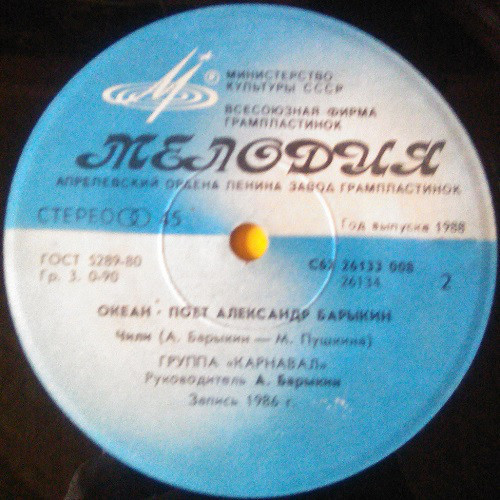 МИНИСТЕРСТВО
КУЛЬТУРЫ СССР
ВСЕСОЮЗНАЯ ФИРМА
ГРАМПЛАСТИНОК
МЕЛОДИЯ
АПРЕЛЕВСКИЙ ОРДЕНА ЛЕНИНА ЗАВОД ГРАМПЛАСТИНОК
СТЕРЕО 45
Год выпуска 1988
ГОСТ 5289-80
Гр. 3. 0-90
С62 26133 008
26134
2
ОКЕАН - ПОЕТ АЛЕКСАНДР БАРЫКИН
Чили (А. Барыкин — М. Пушкина)
ГРУППА «КАРНАВАЛ»
Руководитель А. Барыкин
Запись 1986 г.